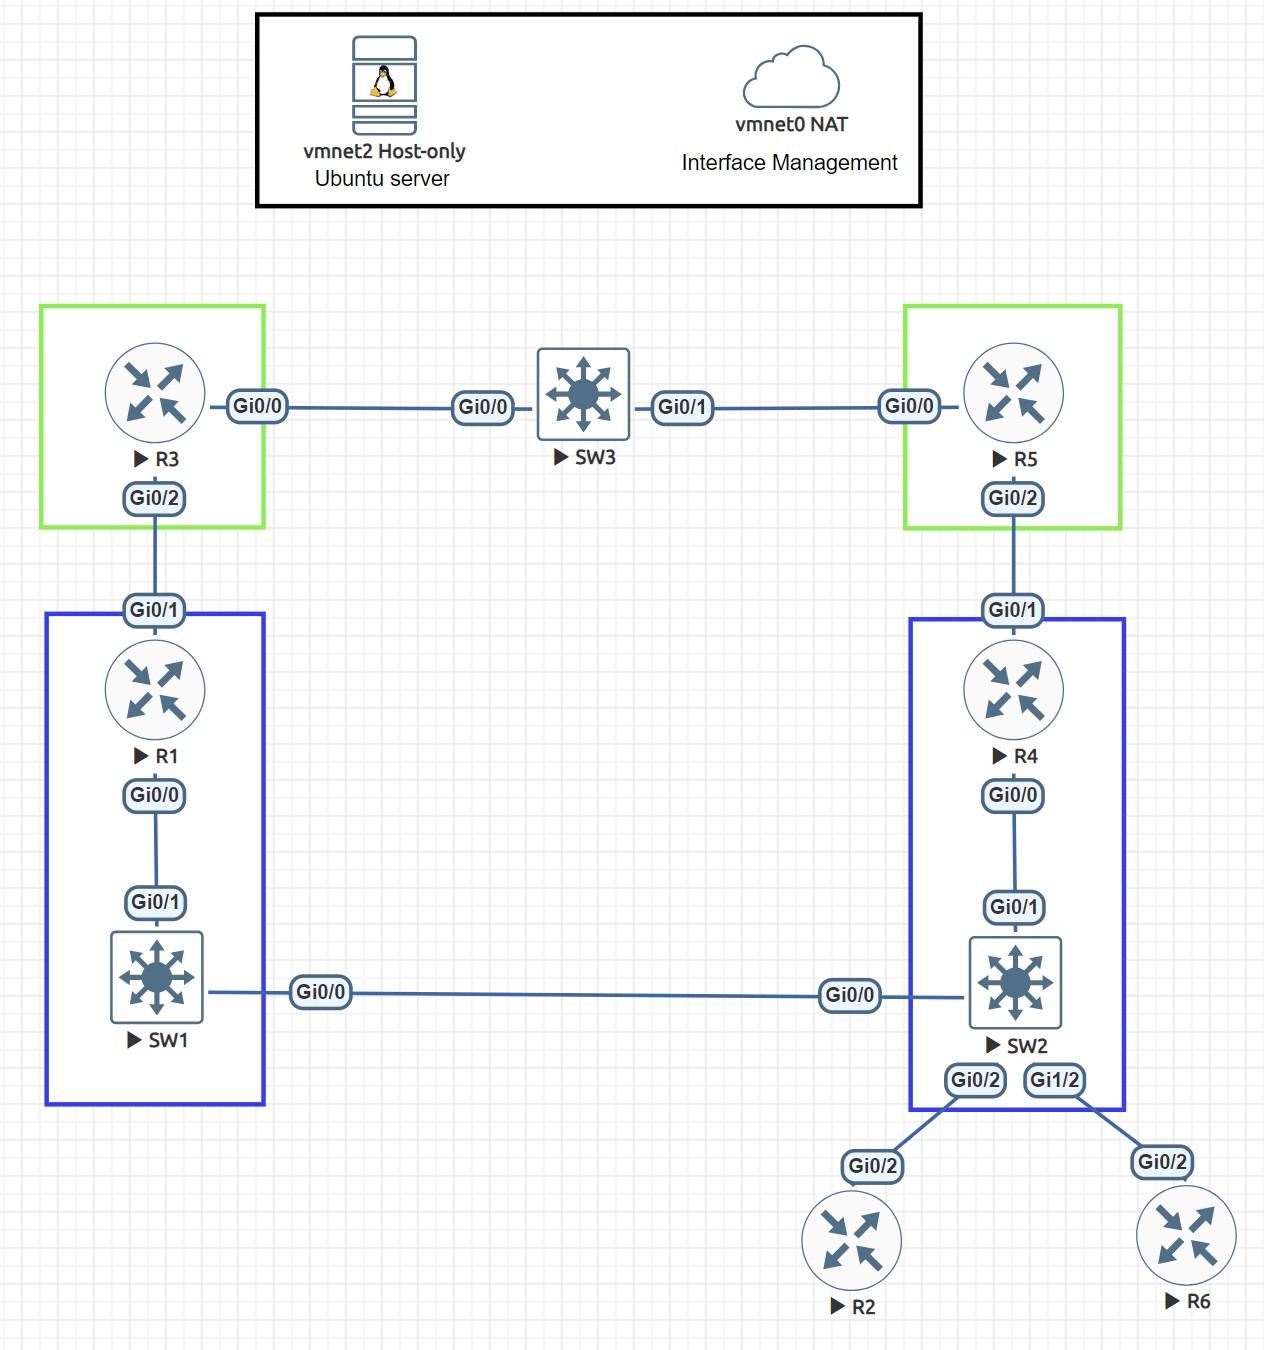 vmnet2 Host-only
Ubuntu server
vmnet0 NAT
Interface Management
R3
Gi0/0
Gi0/0
SW3
Gi0/1
Gi0/0
R5
Gi0/2
Gi0/2
Gi0/1
Gi0/1
R1
R4
Gi0/0
Gi0/0
Gi0/1
Gi0/1
SW1
Gi0/0
Gi0/0
SW2
Gi0/2
Gi1/2
Gi0/2
Gi0/2
R2
R6